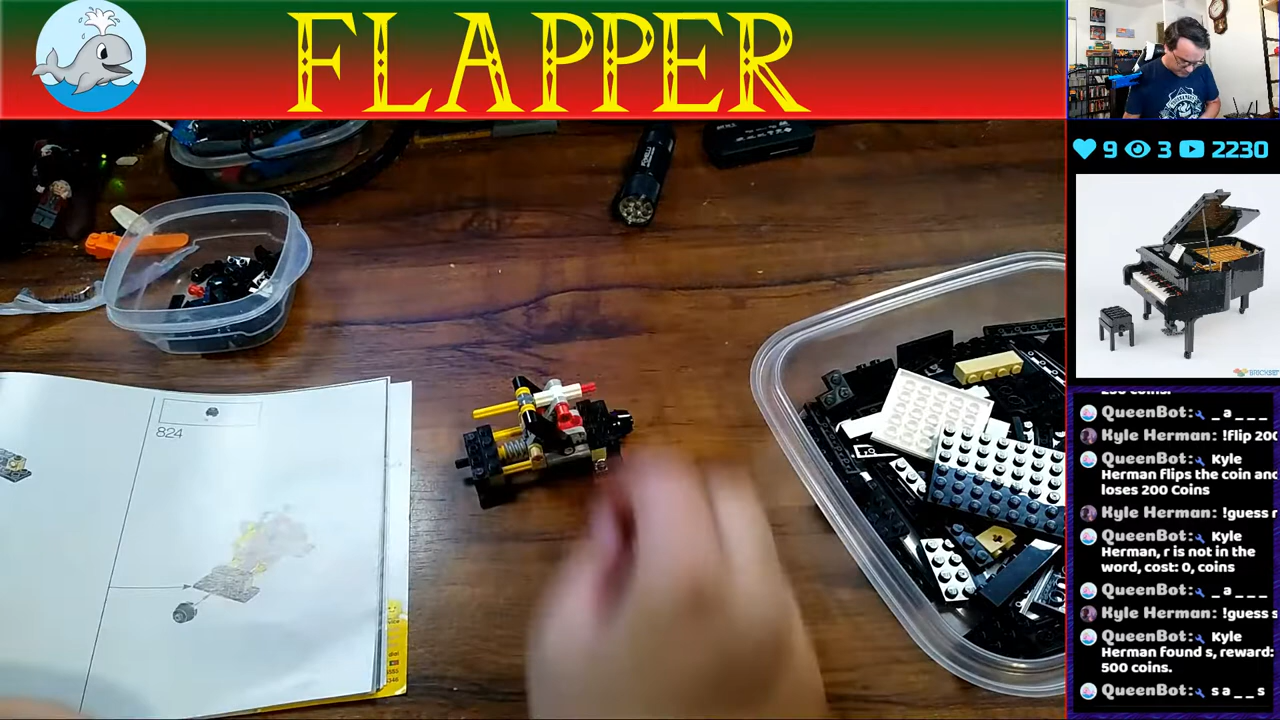 FLAPPER
9 3 2230
824
BRICKSET
QueenBot: _ a _ _ _
Kyle Herman: !flip 200
QueenBot: Kyle
Herman flips the coin and
loses 200 Coins
Kyle Herman: !guess r
QueenBot: Kyle
Herman, r is not in the
word, cost: 0, coins
QueenBot: _ a _ _ _
Kyle Herman: !guess s
QueenBot: Kyle
Herman found s, reward:
500 coins.
QueenBot: s a _ _ s